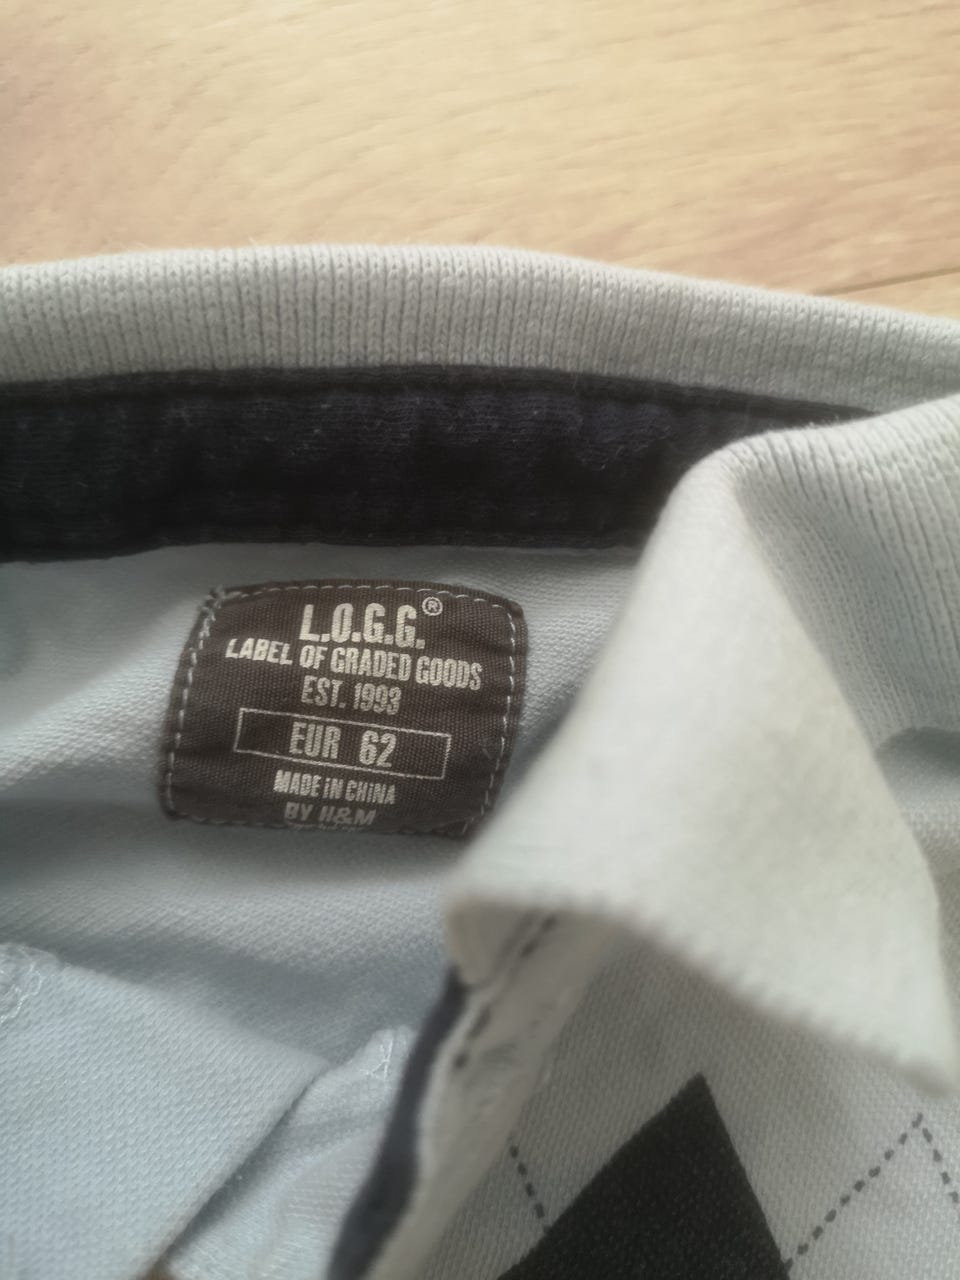 L.O.G.G.®
LABEL OF GRADED GOODS
EST. 1993
EUR 62
MADE IN CHINA
BY H&M